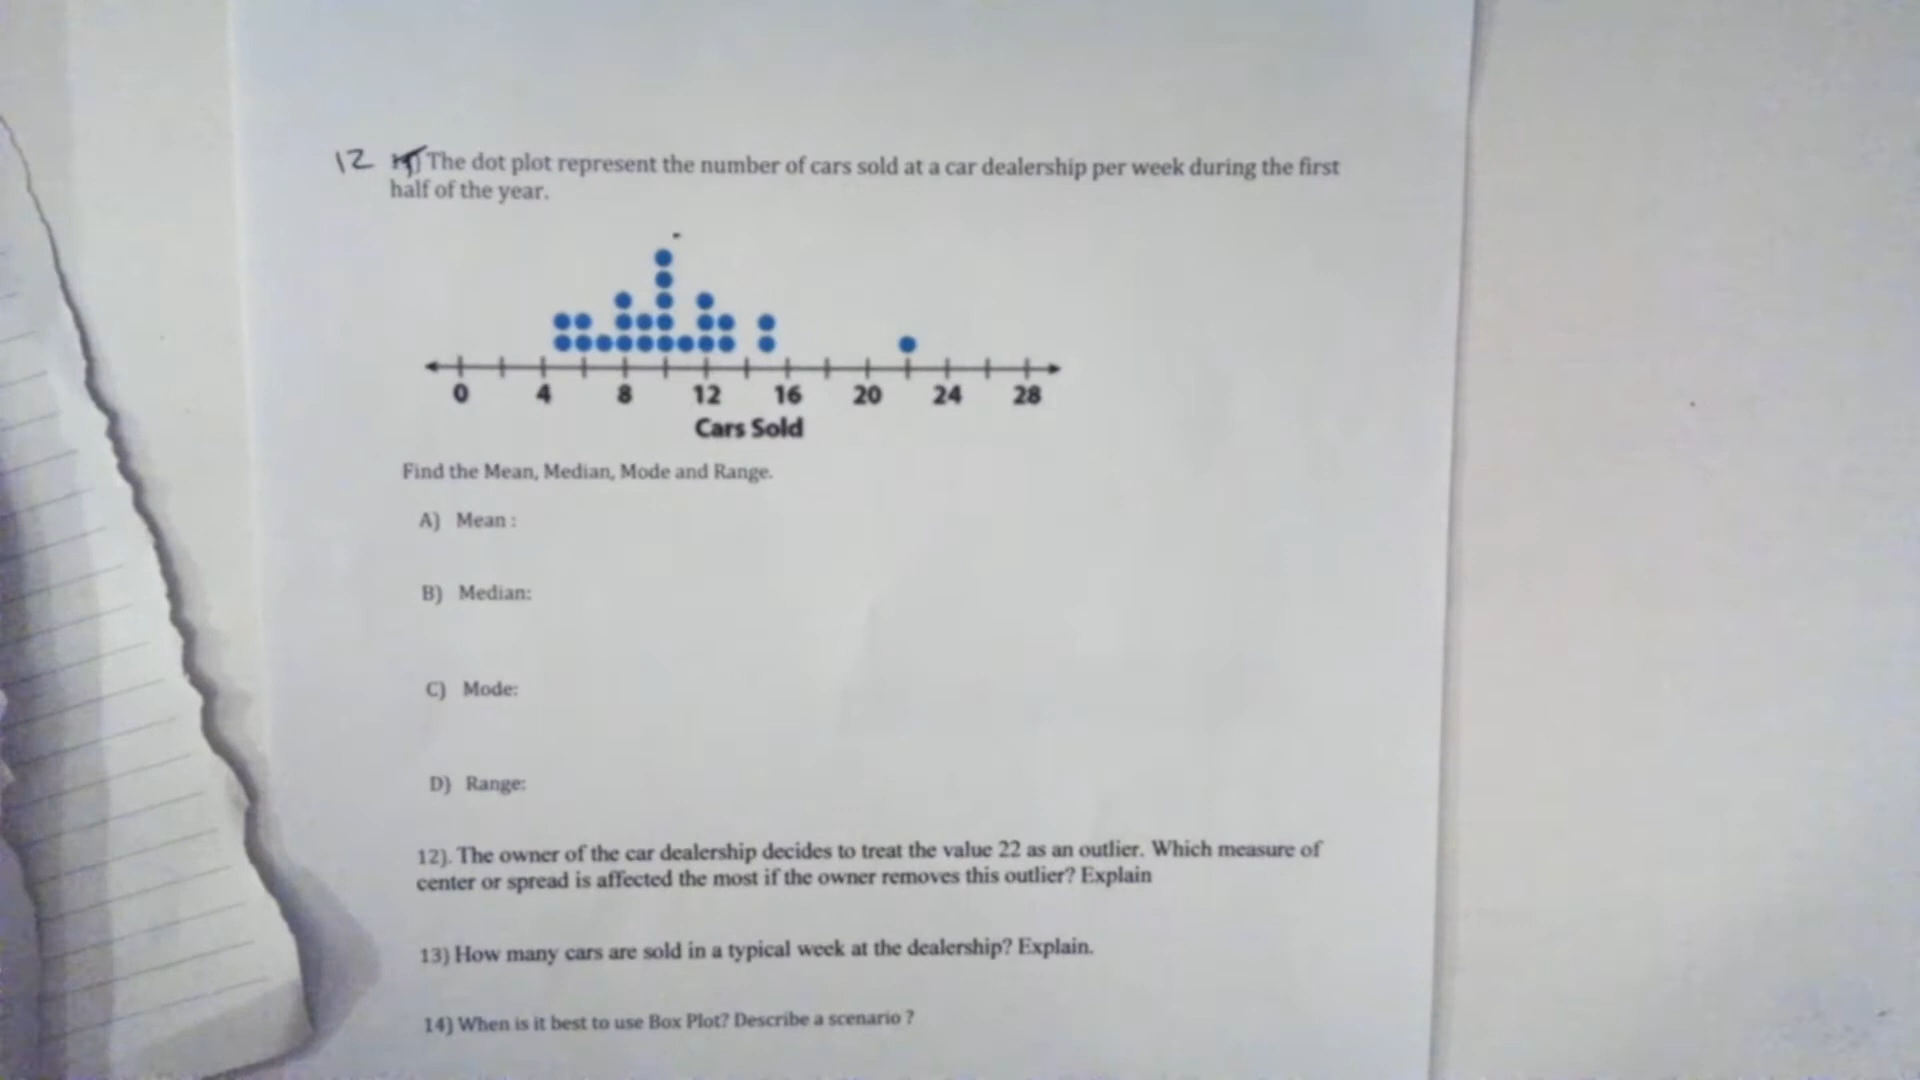 12 The dot plot represent the number of cars sold at a car dealership per week during the first
half of the year.
0 4 8 12 16 20 24 28
Cars Sold
Find the Mean, Median, Mode and Range.
A) Mean :
B) Median:
C) Mode:
D) Range:
12). The owner of the car dealership decides to treat the value 22 as an outlier. Which measure of
center or spread is affected the most if the owner removes this outlier? Explain
13) How many cars are sold in a typical week at the dealership? Explain.
14) When is it best to use Box Plot? Describe a scenario ?